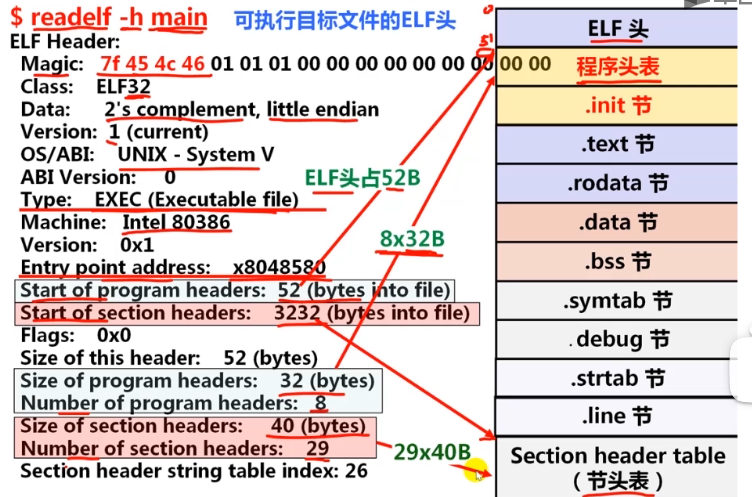 $ readelf -h main
可执行目标文件的ELF头
ELF Header:
Magic: 7f 45 4c 46 01 01 01 00 00 00 00 00 00 00 00 00
Class: ELF32
Data: 2's complement, little endian
Version: 1 (current)
OS/ABI: UNIX - System V
ABI Version: 0
Type: EXEC (Executable file)
Machine: Intel 80386
Version: 0x1
Entry point address: x8048580
Start of program headers: 52 (bytes into file)
Start of section headers: 3232 (bytes into file)
Flags: 0x0
Size of this header: 52 (bytes)
Size of program headers: 32 (bytes)
Number of program headers: 8
Size of section headers: 40 (bytes)
Number of section headers: 29
Section header string table index: 26
ELF头占52B
8x32B
29x40B
ELF 头
程序头表
.init 节
.text 节
.rodata 节
.data 节
.bss 节
.symtab 节
.debug 节
.strtab 节
.line 节
Section header table
(节头表)